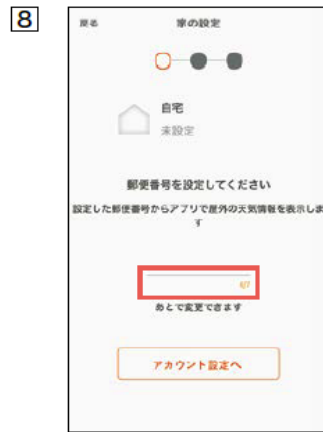 8
戻る 家の設定
自宅
未設定
郵便番号を設定してください
設定した郵便番号からアプリで屋外の天気情報を表示しま
す
0/7
あとで変更できます
アカウント設定へ